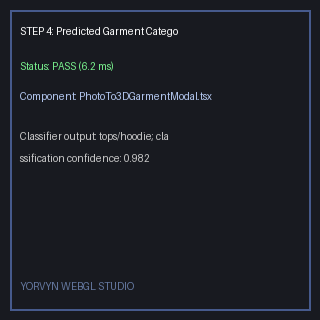 STEP 4: Predicted Garment Catego
Status: PASS (6.2 ms)
Component: PhotoTo3DGarmentModal.tsx
Classifier output: tops/hoodie; cla
ssification confidence: 0.982
YORVYN WEBGL STUDIO